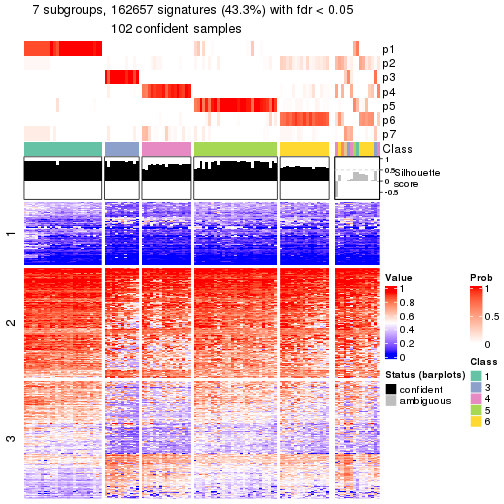 7 subgroups, 162657 signatures (43.3%) with fdr < 0.05
102 confident samples
p1
p2
p3
p4
p5
p6
p7
Class
1
0.5
0
-0.5
Silhouette
score
1
2
3
Value
1
0.8
0.6
0.4
0.2
0
Prob
1
0.5
0
Status (barplots)
confident
ambiguous
Class
1
3
4
5
6